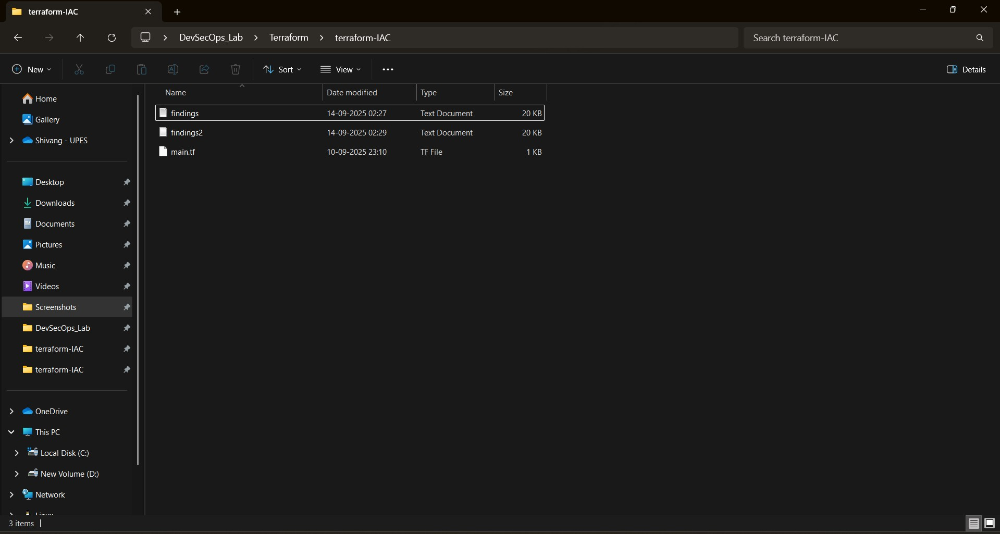 terraform-IAC
DevSecOps_Lab
Terraform
terraform-IAC
Search terraform-IAC
New
Sort
View
Details
Name
Date modified
Type
Size
findings 14-09-2025 02:27 Text Document 20 KB
findings2 14-09-2025 02:29 Text Document 20 KB
main.tf 10-09-2025 23:10 TF File 1 KB
Home
Gallery
Shivang - UPES
Desktop
Downloads
Documents
Pictures
Music
Videos
Screenshots
DevSecOps_Lab
terraform-IAC
terraform-IAC
OneDrive
This PC
Local Disk (C:)
New Volume (D:)
Network
Linux
3 items